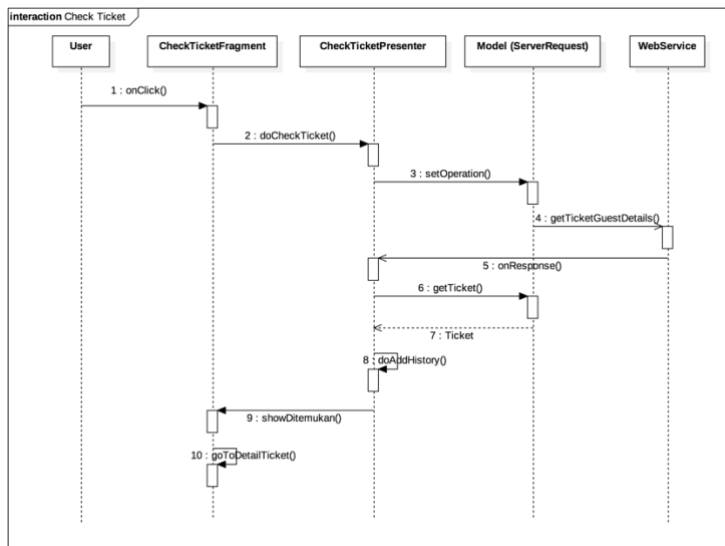 interaction Check Ticket
User
CheckTicketFragment
CheckTicketPresenter
Model (ServerRequest)
WebService
1 : onClick()
2 : doCheckTicket()
3 : setOperation()
4 : getTicketGuestDetails()
5 : onResponse()
6 : getTicket()
7 : Ticket
8 : doAddHistory()
9 : showDitemukan()
10 : goToDetailTicket()